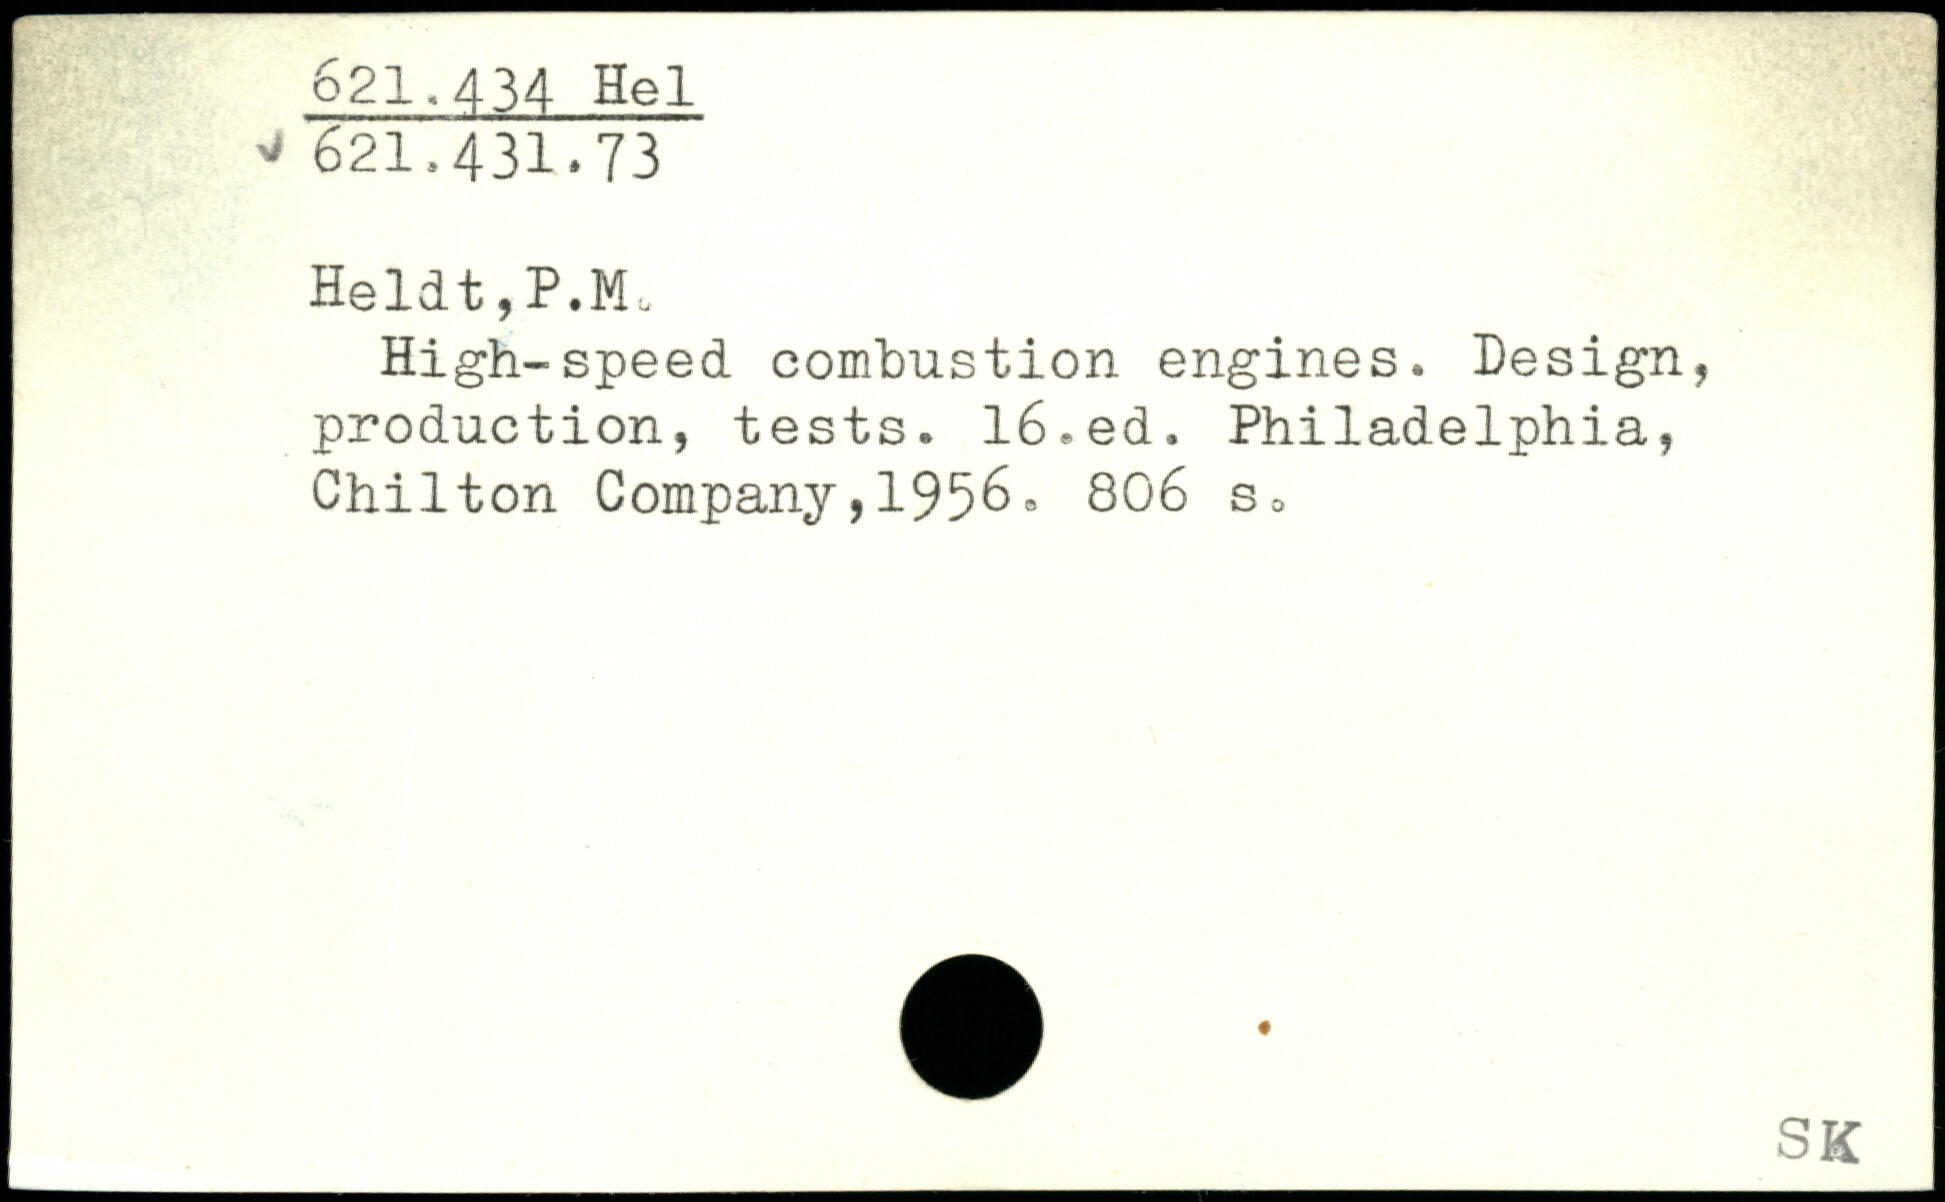 621.434 Hel
621.431.73
Heldt,P.M.
High-speed combustion engines. Design,
production, tests. 16.ed. Philadelphia,
Chilton Company,1956. 806 s.
SK